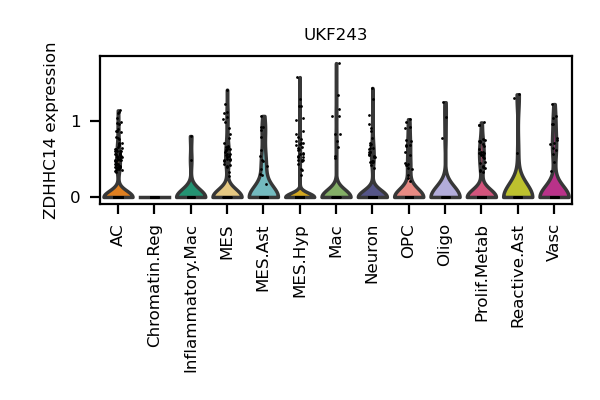 UKF243
ZDHHC14 expression
1
0
AC
Chromatin.Reg
Inflammatory.Mac
MES
MES.Ast
MES.Hyp
Mac
Neuron
OPC
Oligo
Prolif.Metab
Reactive.Ast
Vasc